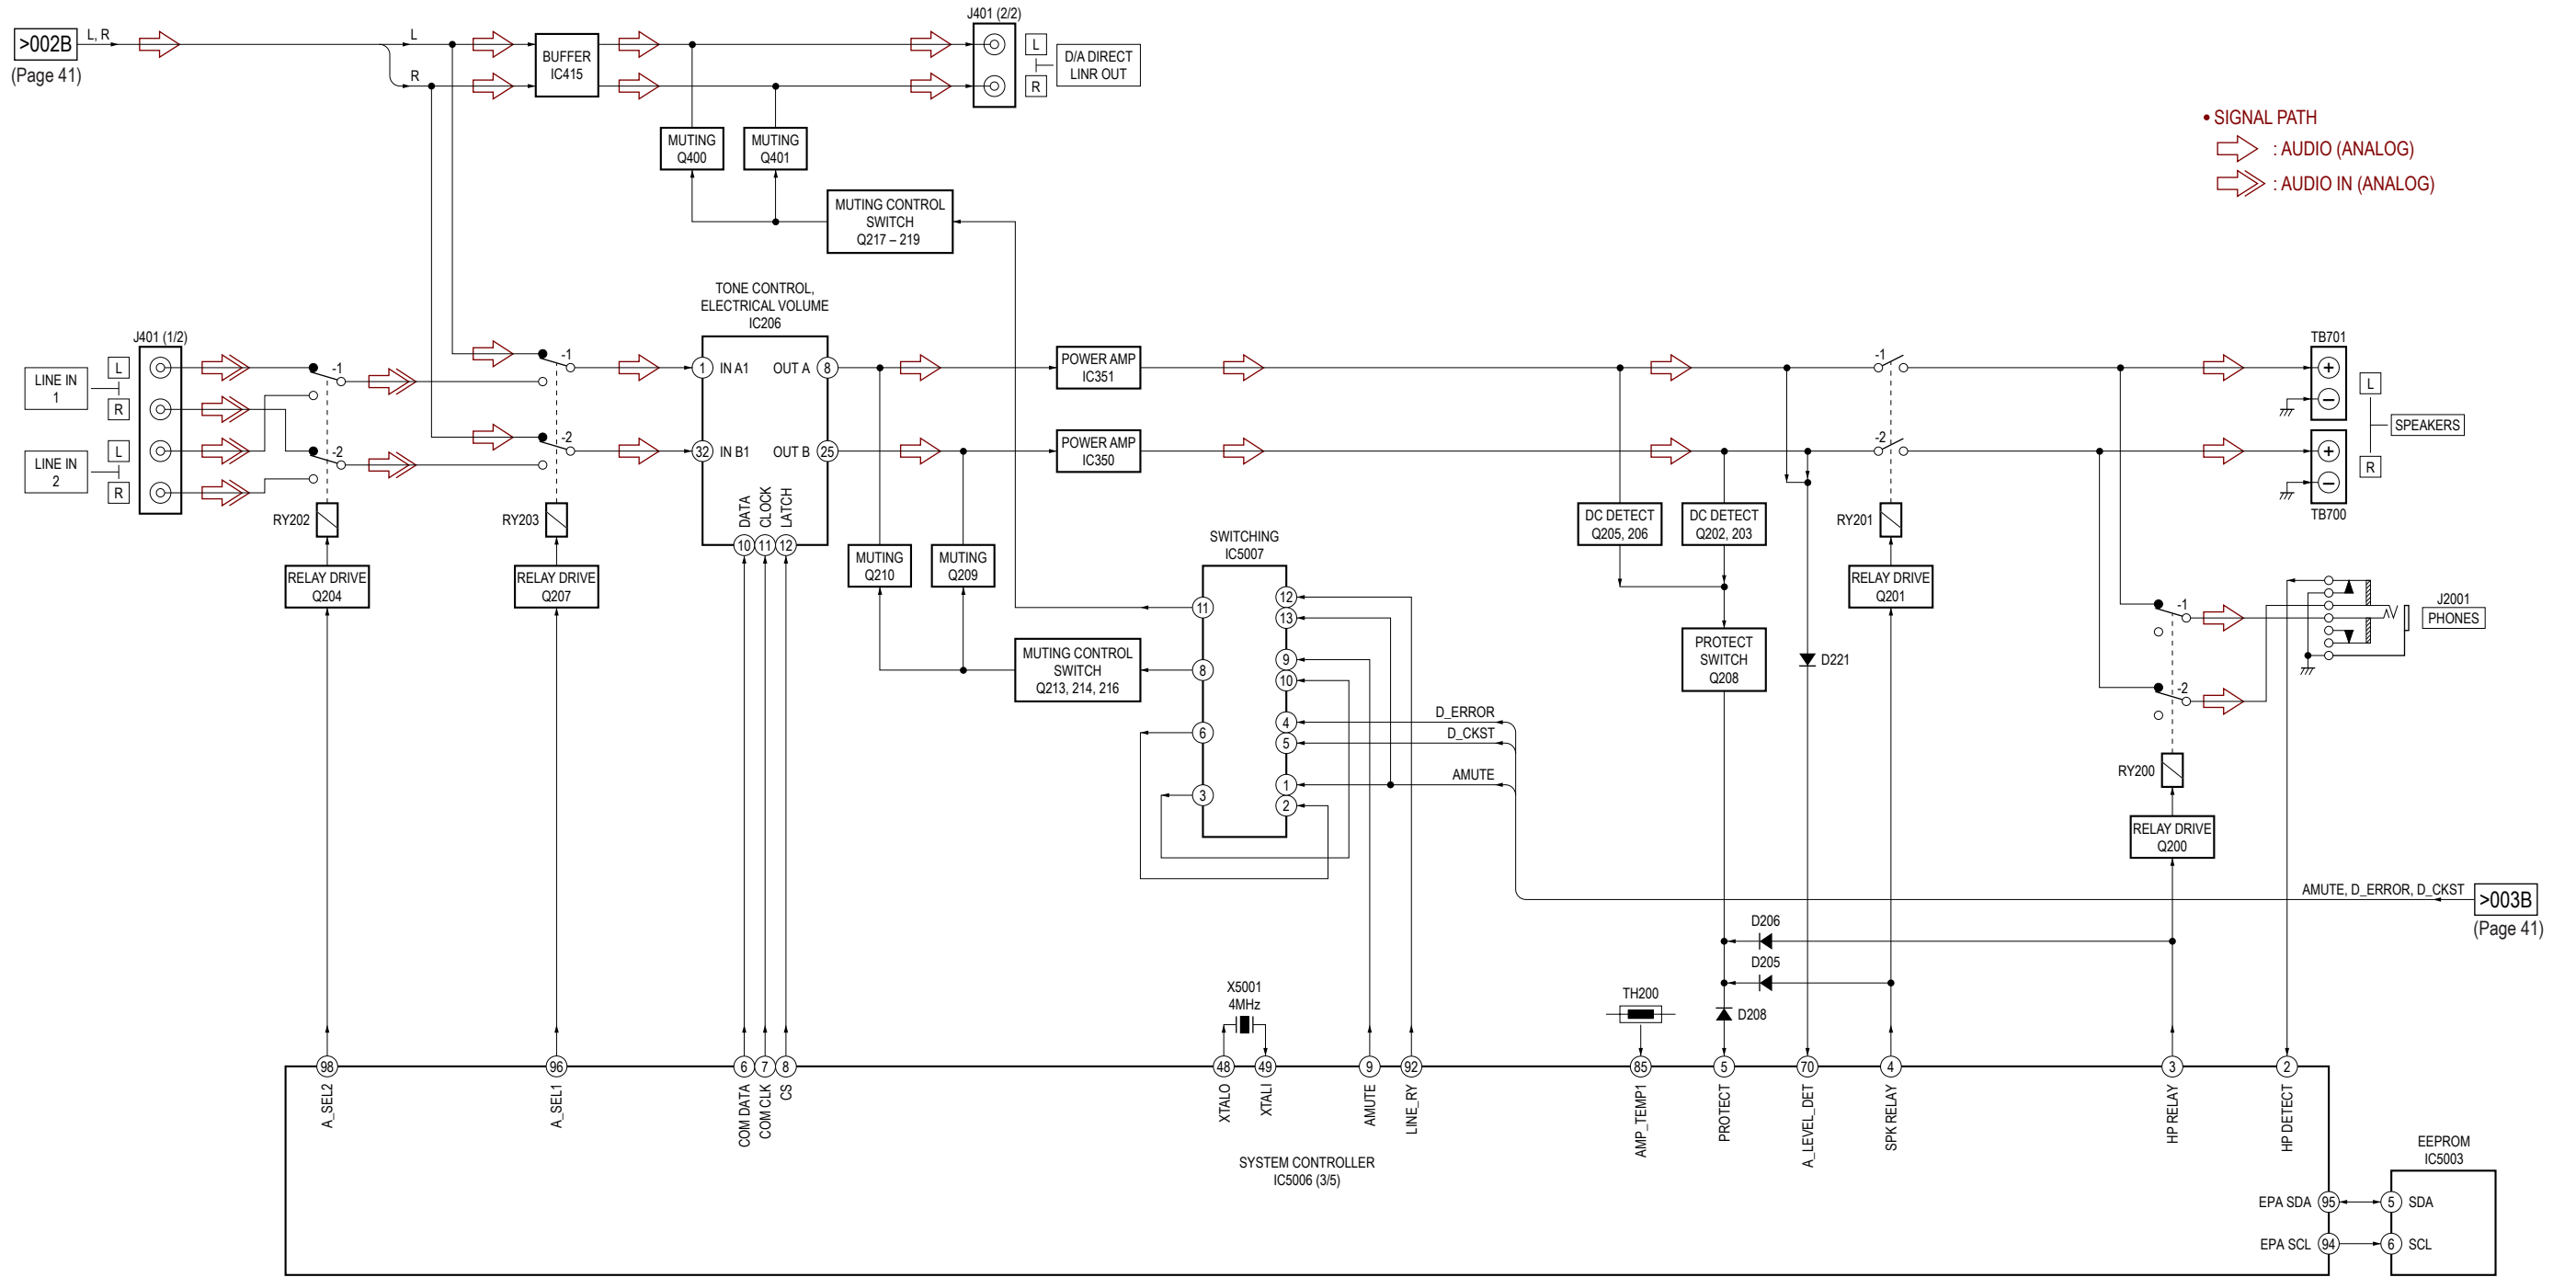 >002B
(Page 41)
L, R
L
R
BUFFER
IC415
J401 (2/2)
L
R
D/A DIRECT
LINR OUT
• SIGNAL PATH
: AUDIO (ANALOG)
: AUDIO IN (ANALOG)
MUTING
Q400
MUTING
Q401
MUTING CONTROL
SWITCH
Q217 – 219
TONE CONTROL,
ELECTRICAL VOLUME
IC206
J401 (1/2)
LINE IN
1
L
R
LINE IN
2
L
R
-1
-2
RY202
RELAY DRIVE
Q204
-1
-2
RY203
RELAY DRIVE
Q207
1 IN A1
OUT A 8
32 IN B1
OUT B 25
DATA
CLOCK
LATCH
10 11 12
POWER AMP
IC351
POWER AMP
IC350
MUTING
Q210
MUTING
Q209
MUTING CONTROL
SWITCH
Q213, 214, 216
SWITCHING
IC5007
11
8
6
3
12
13
9
10
4
5
1
2
D_ERROR
D_CKST
AMUTE
DC DETECT
Q205, 206
DC DETECT
Q202, 203
PROTECT
SWITCH
Q208
D221
-1
-2
RY201
RELAY DRIVE
Q201
TB701
+
–
L
SPEAKERS
R
+
–
TB700
-1
-2
RY200
RELAY DRIVE
Q200
J2001
PHONES
AMUTE, D_ERROR, D_CKST
>003B
(Page 41)
D206
D205
D208
TH200
X5001
4MHz
98
96
6
7
8
48
49
9
92
85
5
70
4
3
2
A_SEL2
A_SEL1
COM DATA
COM CLK
CS
XTALO
XTALI
AMUTE
LINE_RY
AMP_TEMP1
PROTECT
A_LEVEL_DET
SPK RELAY
HP RELAY
HP DETECT
SYSTEM CONTROLLER
IC5006 (3/5)
EEPROM
IC5003
EPA SDA 95
5 SDA
EPA SCL 94
6 SCL